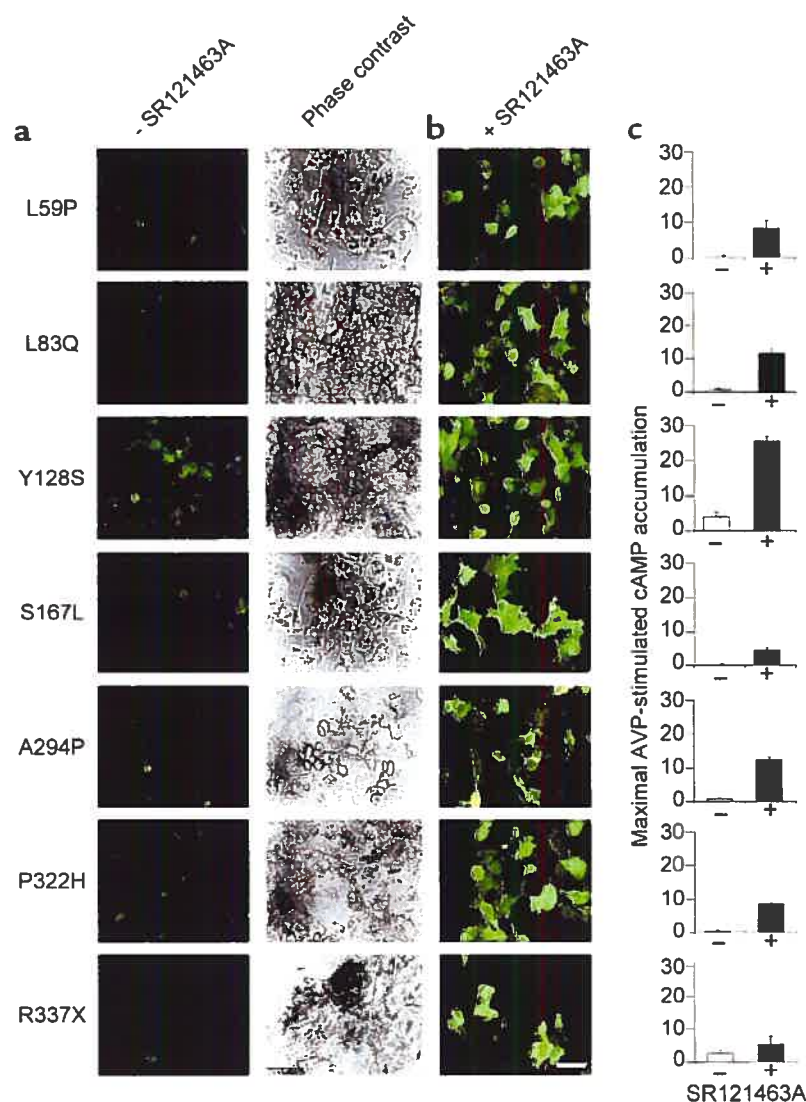 a
- SR121463A
Phase contrast
b
+ SR121463A
c
L59P
30
20
10
0
− +
L83Q
30
20
10
0
− +
Y128S
30
20
10
0
− +
S167L
30
20
10
0
− +
A294P
30
20
10
0
− +
P322H
30
20
10
0
− +
R337X
30
20
10
0
− +
Maximal AVP-stimulated cAMP accumulation
SR121463A